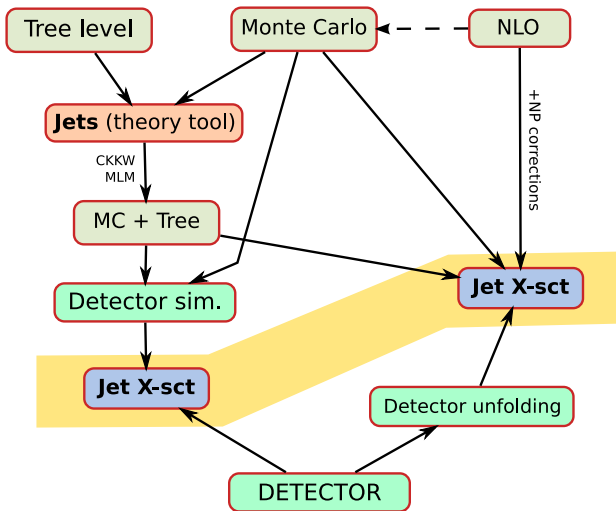 Tree level
Monte Carlo
NLO
Jets (theory tool)
+NP corrections
CKKW
MLM
MC + Tree
Jet X-sct
Detector sim.
Jet X-sct
Detector unfolding
DETECTOR